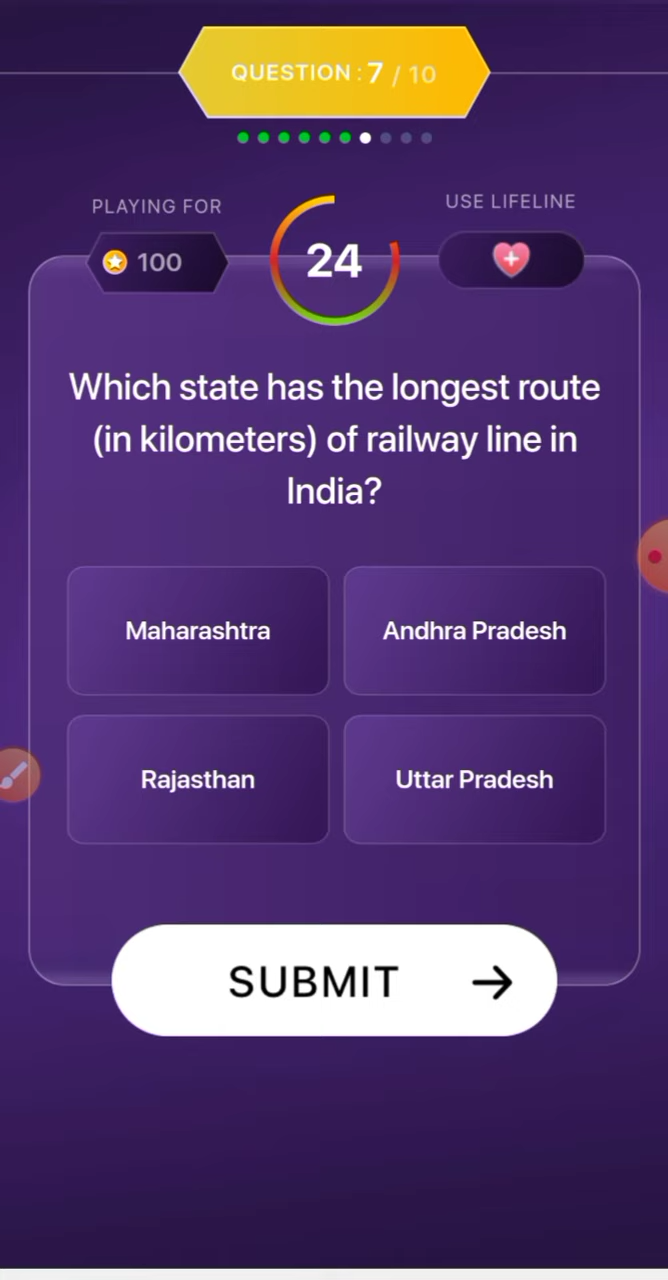 QUESTION : 7 / 10
PLAYING FOR
USE LIFELINE
100
24
Which state has the longest route
(in kilometers) of railway line in
India?
Maharashtra
Andhra Pradesh
Rajasthan
Uttar Pradesh
SUBMIT